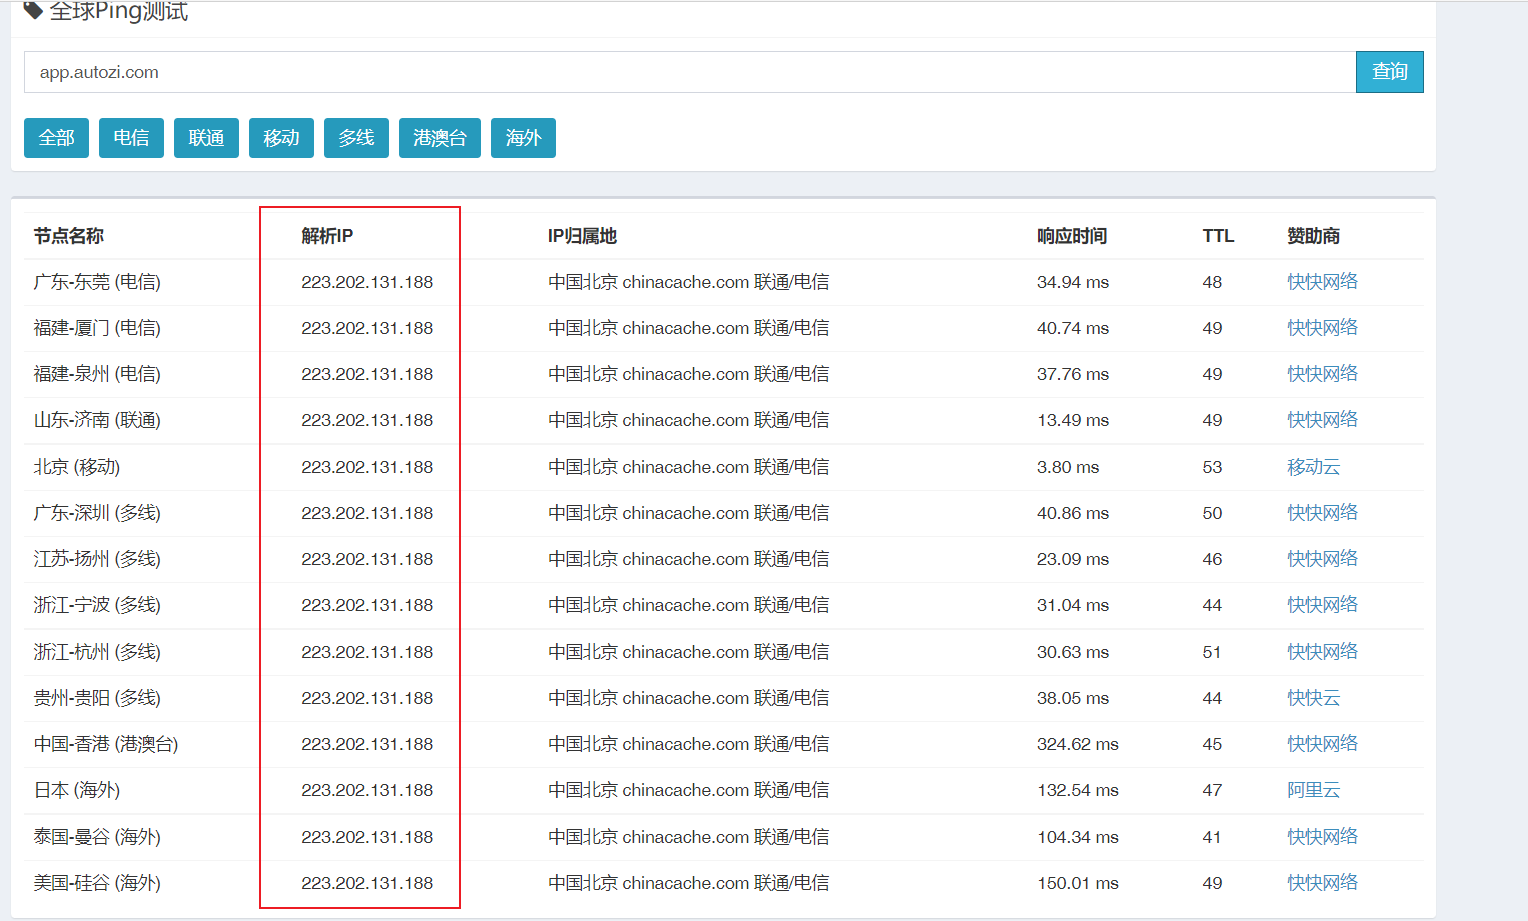 全球Ping测试
app.autozi.com 查询
全部 电信 联通 移动 多线 港澳台 海外
节点名称 解析IP IP归属地 响应时间 TTL 赞助商
广东-东莞 (电信) 223.202.131.188 中国北京 chinacache.com 联通/电信 34.94 ms 48 快快网络
福建-厦门 (电信) 223.202.131.188 中国北京 chinacache.com 联通/电信 40.74 ms 49 快快网络
福建-泉州 (电信) 223.202.131.188 中国北京 chinacache.com 联通/电信 37.76 ms 49 快快网络
山东-济南 (联通) 223.202.131.188 中国北京 chinacache.com 联通/电信 13.49 ms 49 快快网络
北京 (移动) 223.202.131.188 中国北京 chinacache.com 联通/电信 3.80 ms 53 移动云
广东-深圳 (多线) 223.202.131.188 中国北京 chinacache.com 联通/电信 40.86 ms 50 快快网络
江苏-扬州 (多线) 223.202.131.188 中国北京 chinacache.com 联通/电信 23.09 ms 46 快快网络
浙江-宁波 (多线) 223.202.131.188 中国北京 chinacache.com 联通/电信 31.04 ms 44 快快网络
浙江-杭州 (多线) 223.202.131.188 中国北京 chinacache.com 联通/电信 30.63 ms 51 快快网络
贵州-贵阳 (多线) 223.202.131.188 中国北京 chinacache.com 联通/电信 38.05 ms 44 快快云
中国-香港 (港澳台) 223.202.131.188 中国北京 chinacache.com 联通/电信 324.62 ms 45 快快网络
日本 (海外) 223.202.131.188 中国北京 chinacache.com 联通/电信 132.54 ms 47 阿里云
泰国-曼谷 (海外) 223.202.131.188 中国北京 chinacache.com 联通/电信 104.34 ms 41 快快网络
美国-硅谷 (海外) 223.202.131.188 中国北京 chinacache.com 联通/电信 150.01 ms 49 快快网络